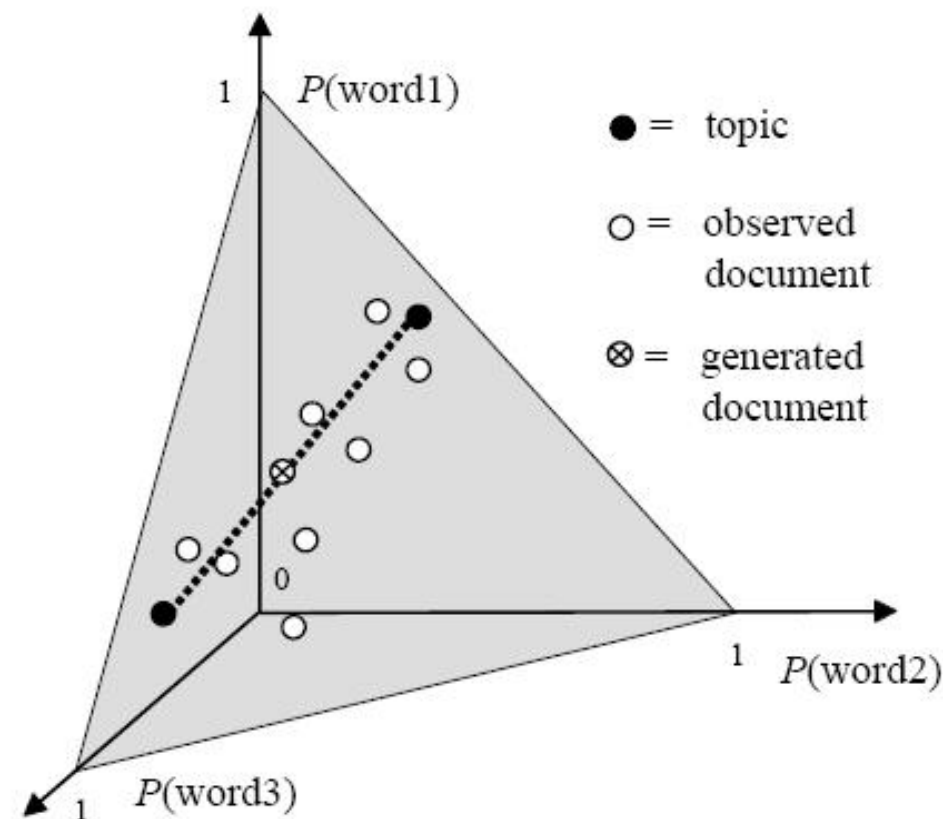 1
P(word1)
= topic
= observed
document
= generated
document
0
1
P(word2)
P(word3)
1